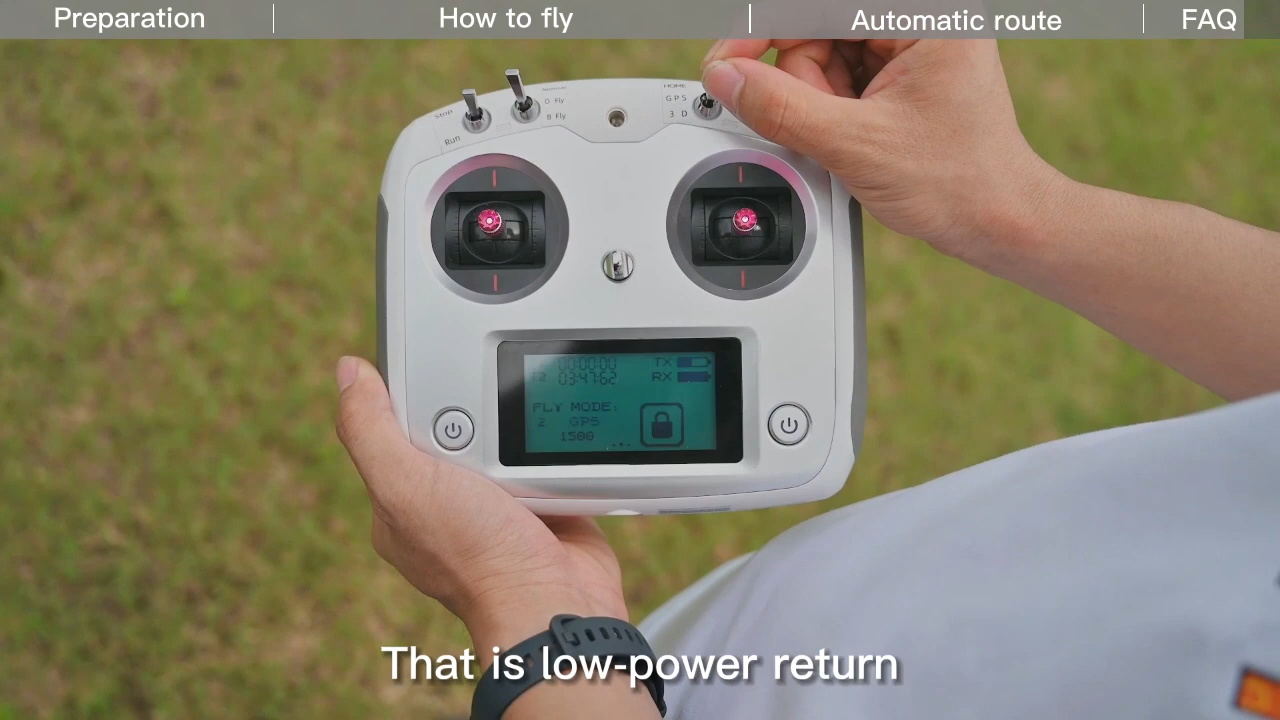 Preparation
How to fly
Automatic route
FAQ
Stop
Run
0 Fly
8 Fly
HOME
GPS
3 D
00:00:00
03:47:62
TX
RX
FLY MODE:
2 GPS
1500
That is low-power return